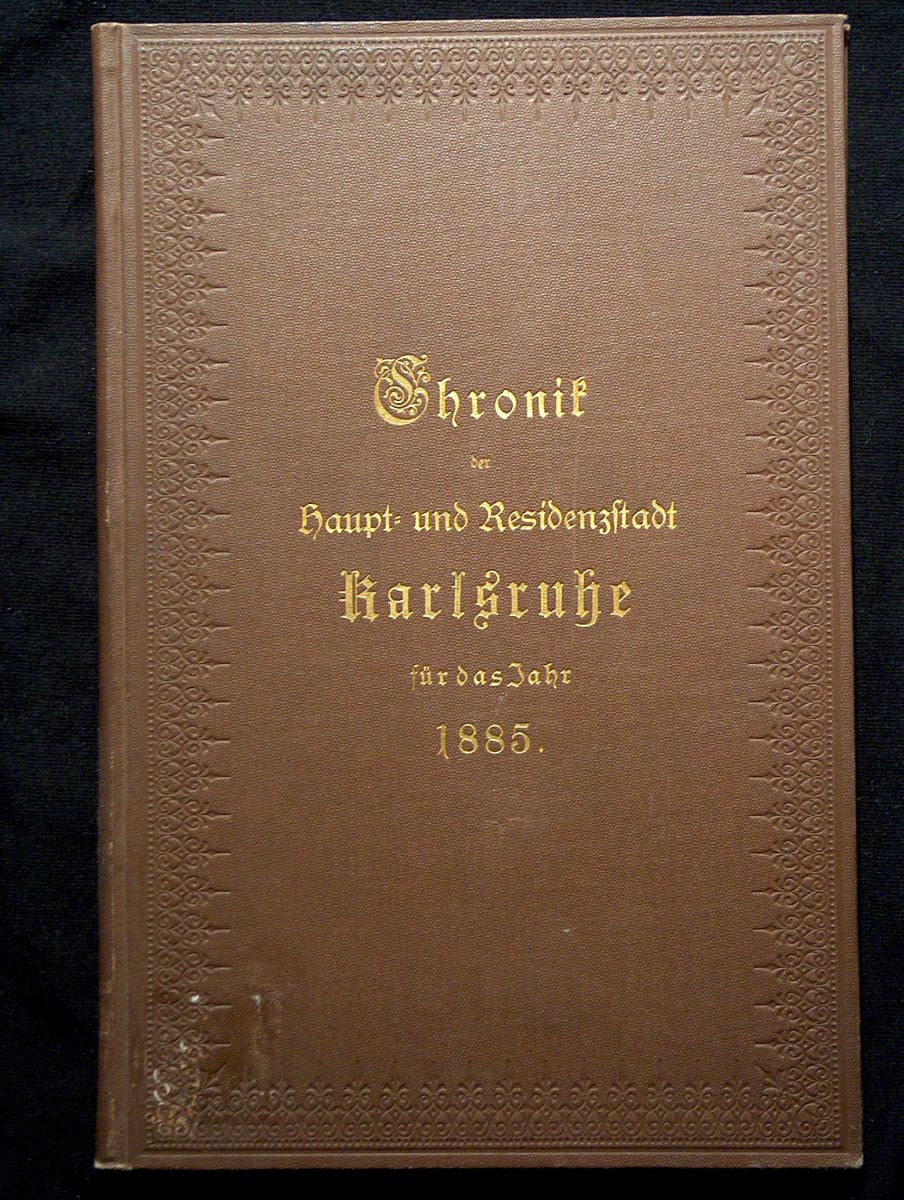 Chronik
der
Haupt- und Residenzſtadt
Karlsruhe
für das Jahr
1885.